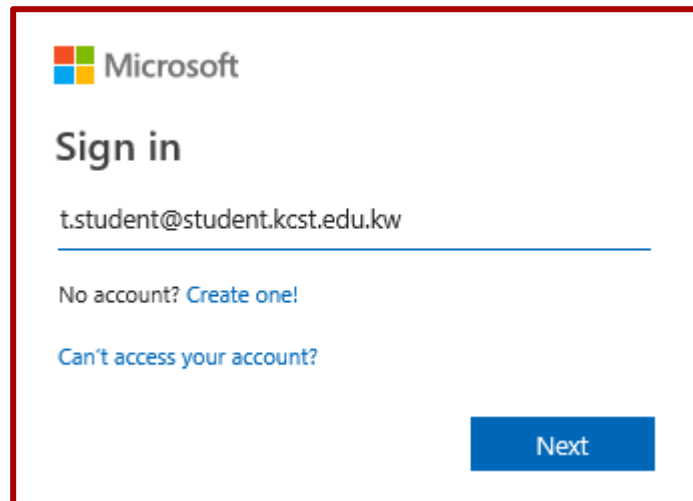 Microsoft
Sign in
t.student@student.kcst.edu.kw
No account? Create one!
Can't access your account?
Next